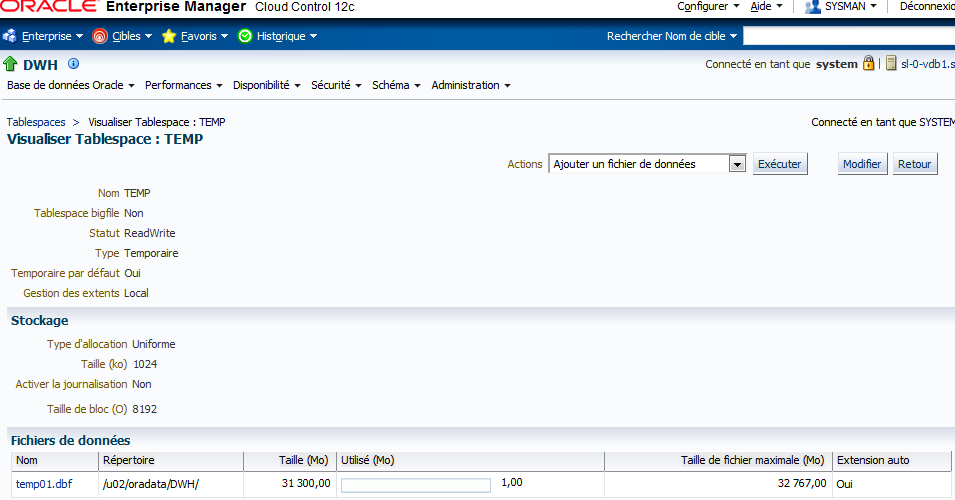 ORACLE Enterprise Manager Cloud Control 12c Configurer Aide SYSMAN Déconnexio
Enterprise Cibles Favoris Historique Rechercher Nom de cible
DWH Connecté en tant que system sl-0-vdb1.s
Base de données Oracle Performances Disponibilité Sécurité Schéma Administration
Tablespaces > Visualiser Tablespace : TEMP Connecté en tant que SYSTEM
Visualiser Tablespace : TEMP
Actions Ajouter un fichier de données Exécuter Modifier Retour
Nom TEMP
Tablespace bigfile Non
Statut ReadWrite
Type Temporaire
Temporaire par défaut Oui
Gestion des extents Local
Stockage
Type d'allocation Uniforme
Taille (ko) 1024
Activer la journalisation Non
Taille de bloc (O) 8192
Fichiers de données
Nom Répertoire Taille (Mo) Utilisé (Mo) Taille de fichier maximale (Mo) Extension auto
temp01.dbf /u02/oradata/DWH/ 31 300,00 1,00 32 767,00 Oui